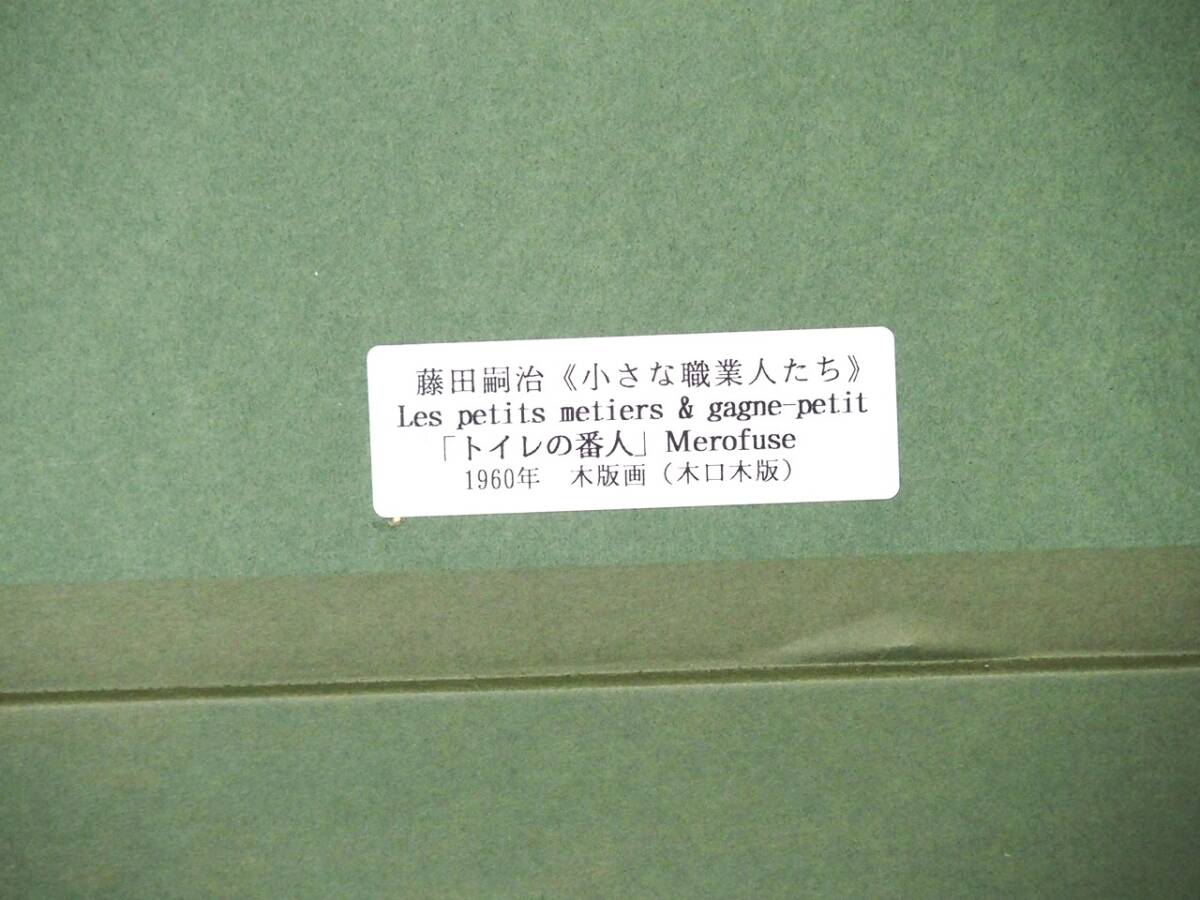 藤田嗣治《小さな職業人たち》
Les petits metiers & gagne-petit
「トイレの番人」Merofuse
1960年　木版画（木口木版）